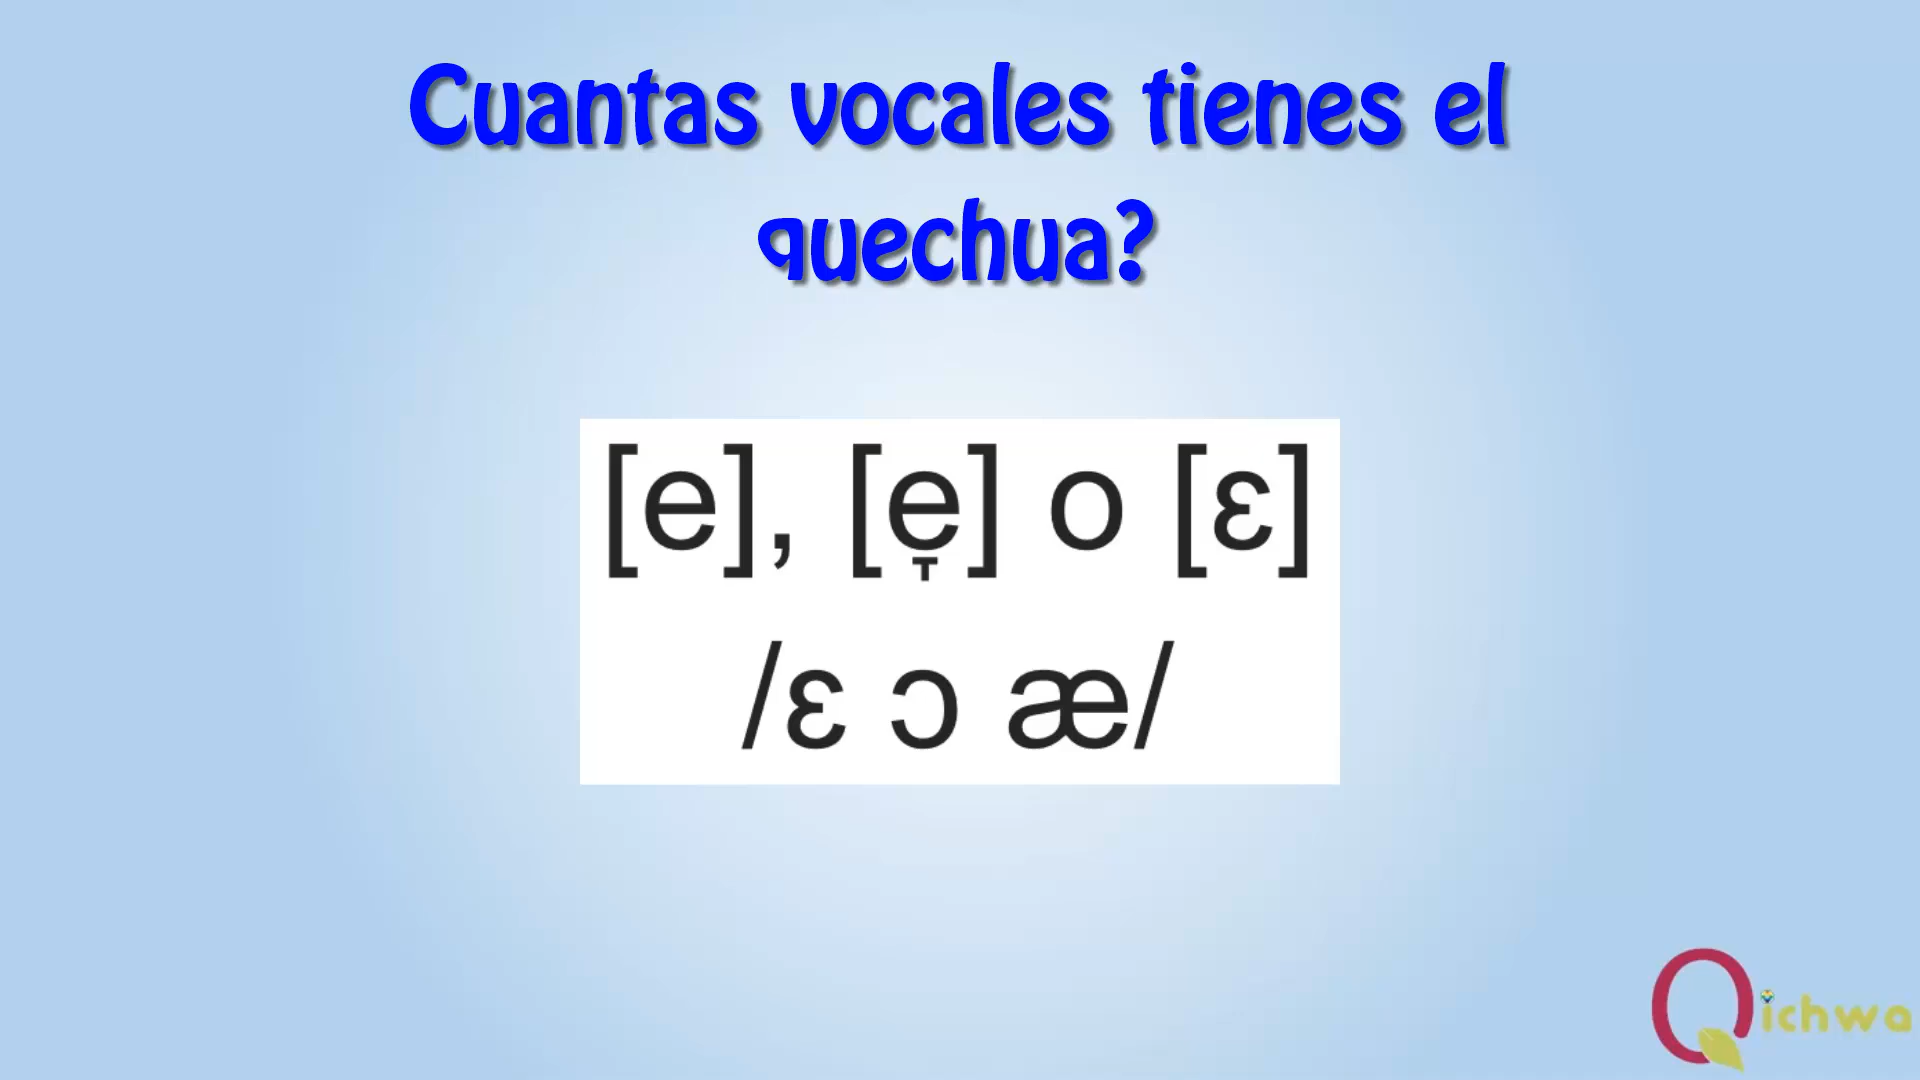 Cuantas vocales tienes el
quechua?
[e], [e̞] o [ɛ]
/ɛ ɔ æ/
Qichwa